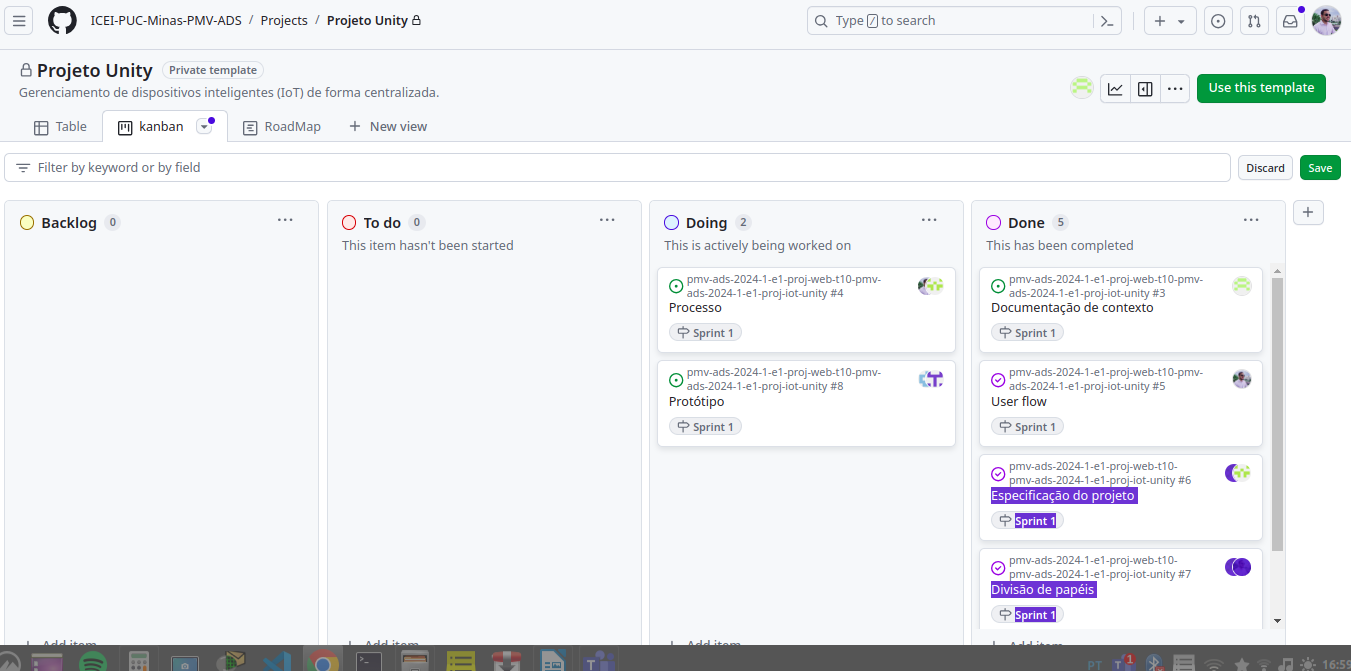 ICEI-PUC-Minas-PMV-ADS / Projects / Projeto Unity
Type / to search
Projeto Unity Private template
Gerenciamento de dispositivos inteligentes (IoT) de forma centralizada.
Use this template
Table kanban RoadMap + New view
Filter by keyword or by field
Discard Save
Backlog 0
To do 0
This item hasn't been started
Doing 2
This is actively being worked on
pmv-ads-2024-1-e1-proj-web-t10-pmv-
ads-2024-1-e1-proj-iot-unity #4
Processo
Sprint 1
pmv-ads-2024-1-e1-proj-web-t10-pmv-
ads-2024-1-e1-proj-iot-unity #8
Protótipo
Sprint 1
Done 5
This has been completed
pmv-ads-2024-1-e1-proj-web-t10-pmv-
ads-2024-1-e1-proj-iot-unity #3
Documentação de contexto
Sprint 1
pmv-ads-2024-1-e1-proj-web-t10-pmv-
ads-2024-1-e1-proj-iot-unity #5
User flow
Sprint 1
pmv-ads-2024-1-e1-proj-web-t10-
pmv-ads-2024-1-e1-proj-iot-unity #6
Especificação do projeto
Sprint 1
pmv-ads-2024-1-e1-proj-web-t10-
pmv-ads-2024-1-e1-proj-iot-unity #7
Divisão de papéis
Sprint 1
+ Add item
+ Add item
+ Add item
+ Add item
PT
1
16:59